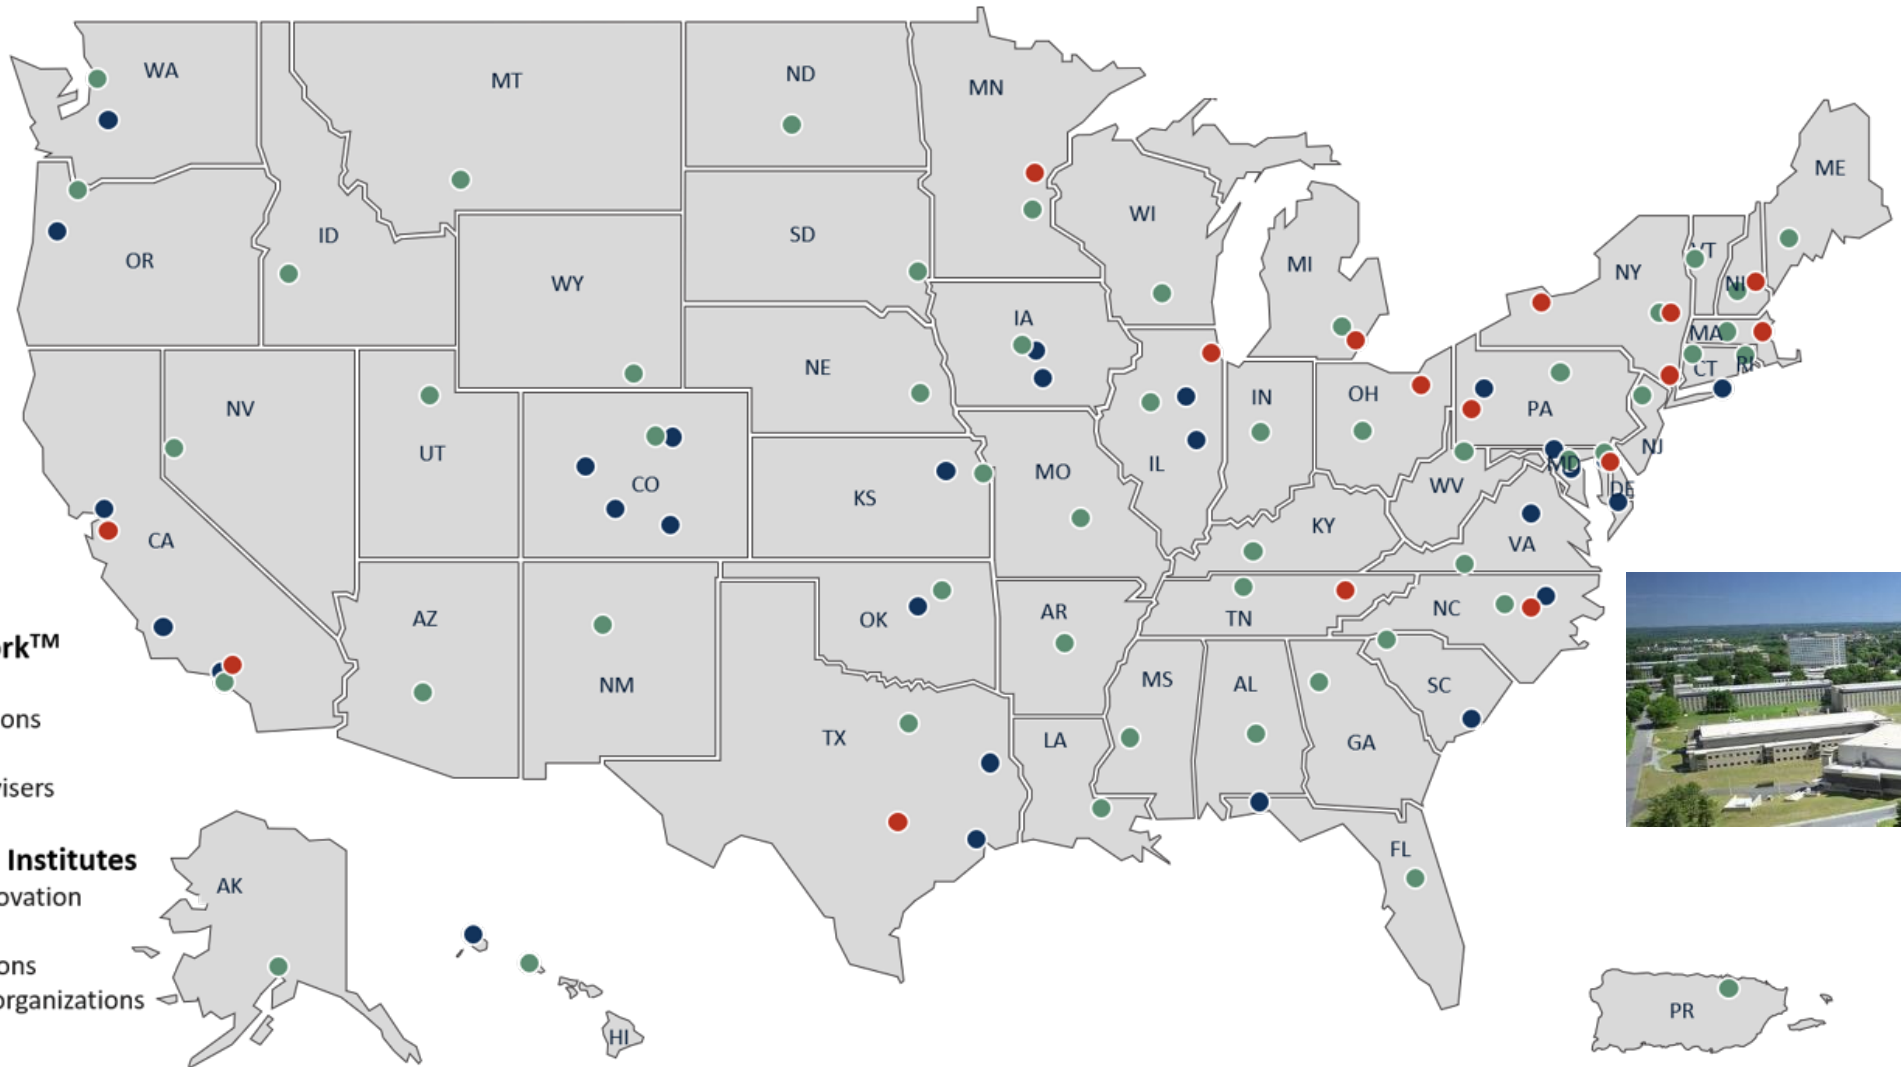 WA
MT
ND
MN
ME
OR
ID
SD
WI
MI
NY
VT
WY
IA
MA
CT
RI
NE
NV
UT
CO
KS
MO
IL
IN
OH
PA
NJ
MD
DE
WV
VA
KY
CA
AZ
NM
OK
AR
TN
NC
rk™
ons
TX
LA
MS
AL
GA
SC
isers
Institutes
ovation
AK
FL
ons
organizations
HI
PR